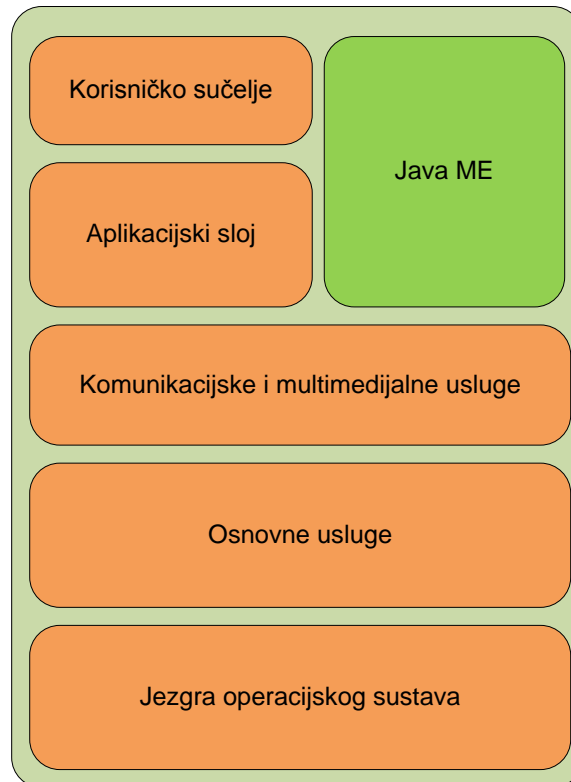 Korisničko sučelje
Java ME
Aplikacijski sloj
Komunikacijske i multimedijalne usluge
Osnovne usluge
Jezgra operacijskog sustava